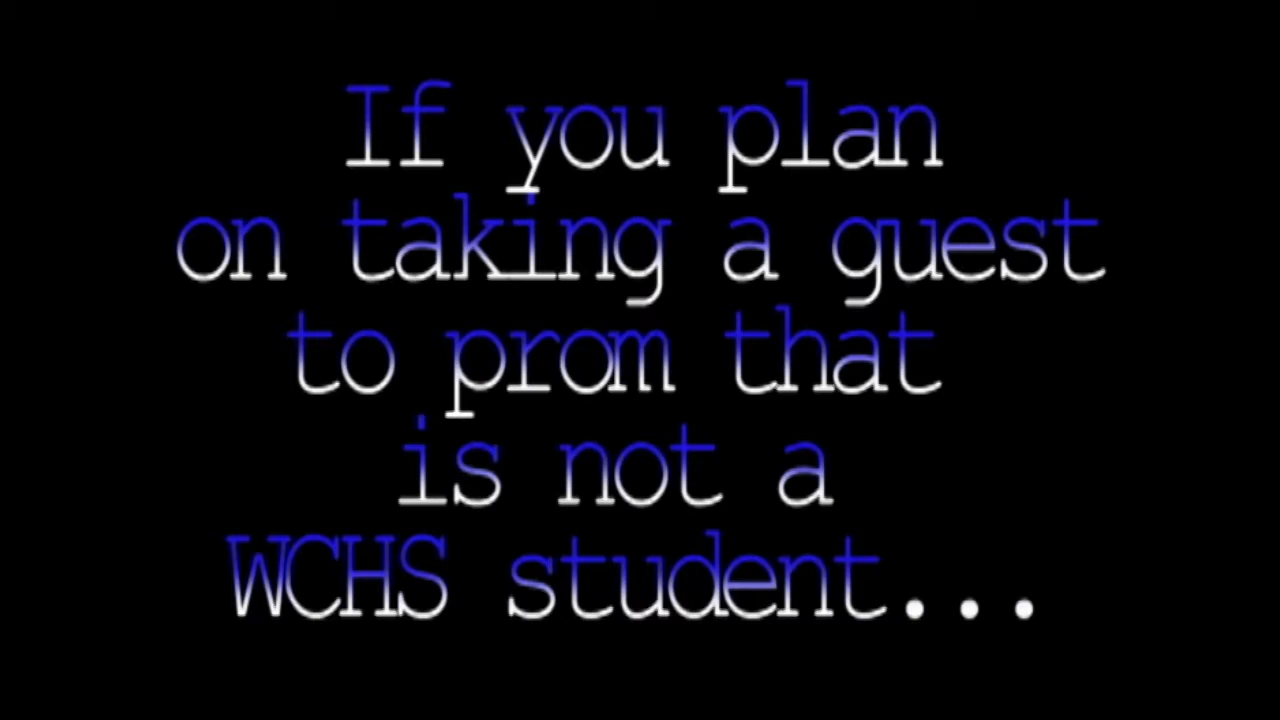 If you plan
on taking a guest
to prom that
is not a
WCHS student...